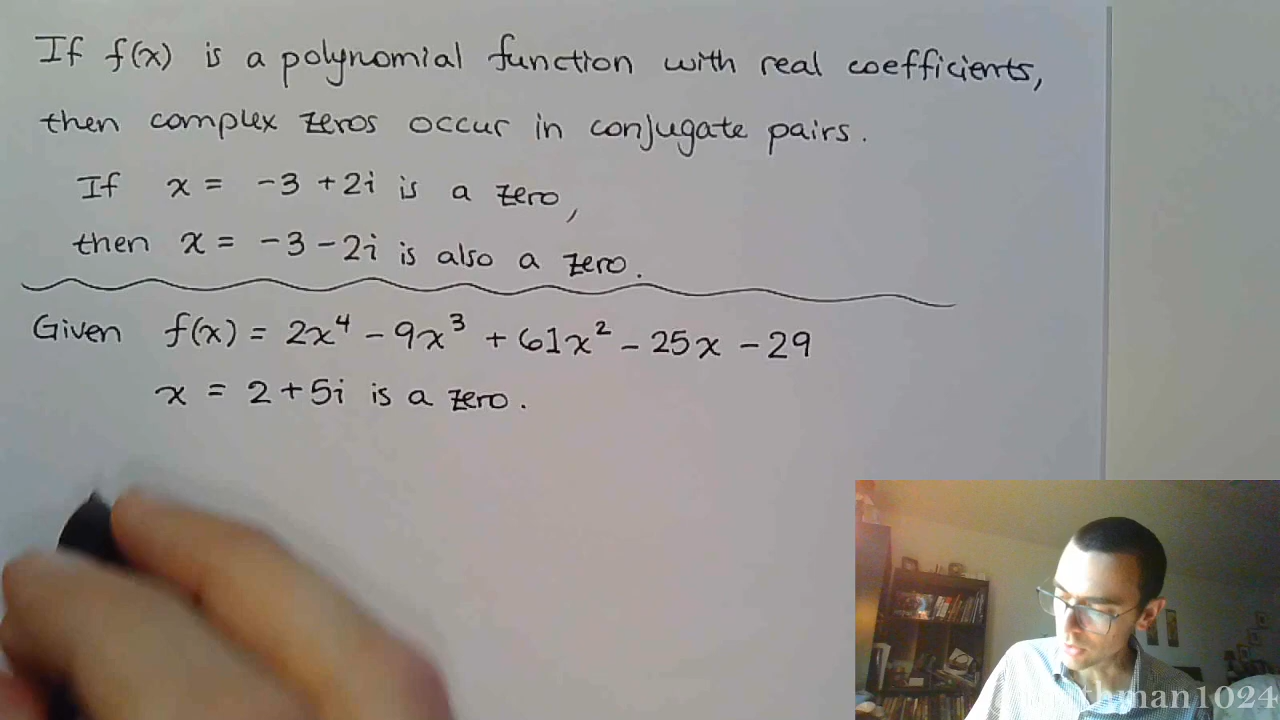 If f(x) is a polynomial function with real coefficients,
then complex zeros occur in conjugate pairs.
If x = -3 + 2i is a zero,
then x = -3 - 2i is also a zero.
Given f(x) = 2x⁴ - 9x³ + 61x² - 25x - 29
x = 2 + 5i is a zero.